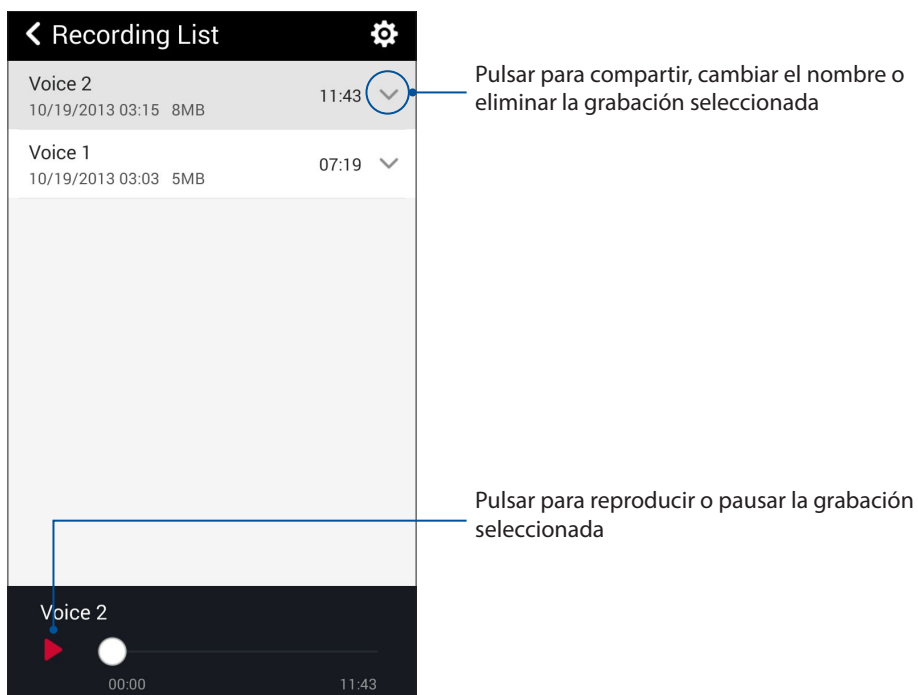 Recording List
Voice 2
10/19/2013 03:15 8MB
11:43
Pulsar para compartir, cambiar el nombre o
eliminar la grabación seleccionada
Voice 1
10/19/2013 03:03 5MB
07:19
Pulsar para reproducir o pausar la grabación
seleccionada
Voice 2
00:00
11:43